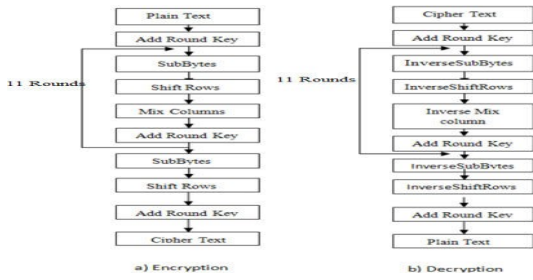 Plain Text
Add Round Key
SubBytes
11 Rounds
Shift Rows
Mix Columns
Add Round Key
SubBytes
Shift Rows
Add Round Key
Cipher Text
a) Encryption
Cipher Text
Add Round Key
InverseSubBytes
11 Rounds
InverseShiftRows
Inverse Mix
column
Add Round Key
InverseSubBytes
InverseShiftRows
Add Round Key
Plain Text
b) Decryption